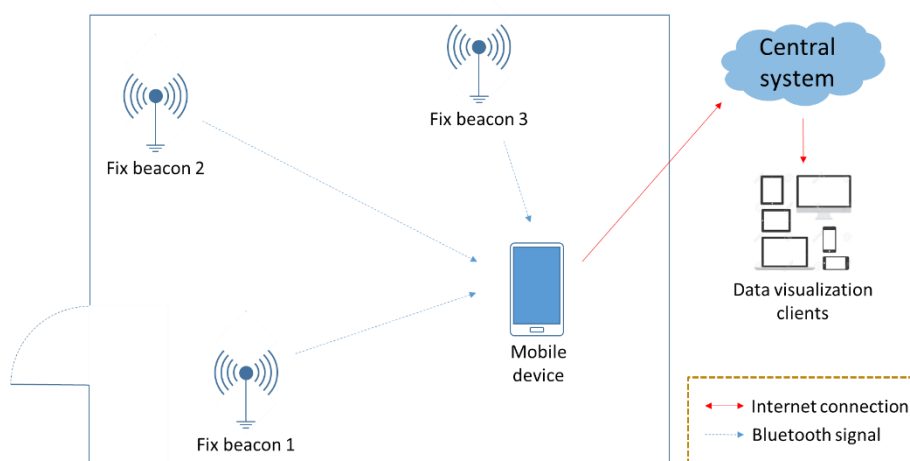 Central
system
Fix beacon 3
Fix beacon 2
Data visualization
clients
Mobile
device
Internet connection
Fix beacon 1
Bluetooth signal